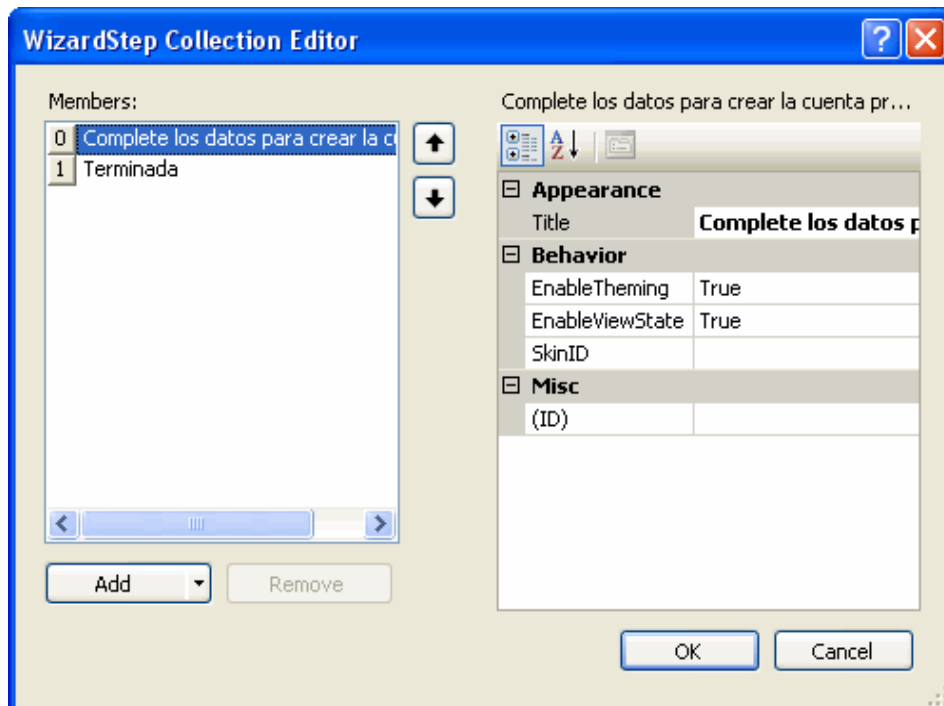 WizardStep Collection Editor
Members:
0 Complete los datos para crear la c
1 Terminada
Add
Remove
Complete los datos para crear la cuenta pr...
Appearance
Title Complete los datos p
Behavior
EnableTheming True
EnableViewState True
SkinID
Misc
(ID)
OK
Cancel